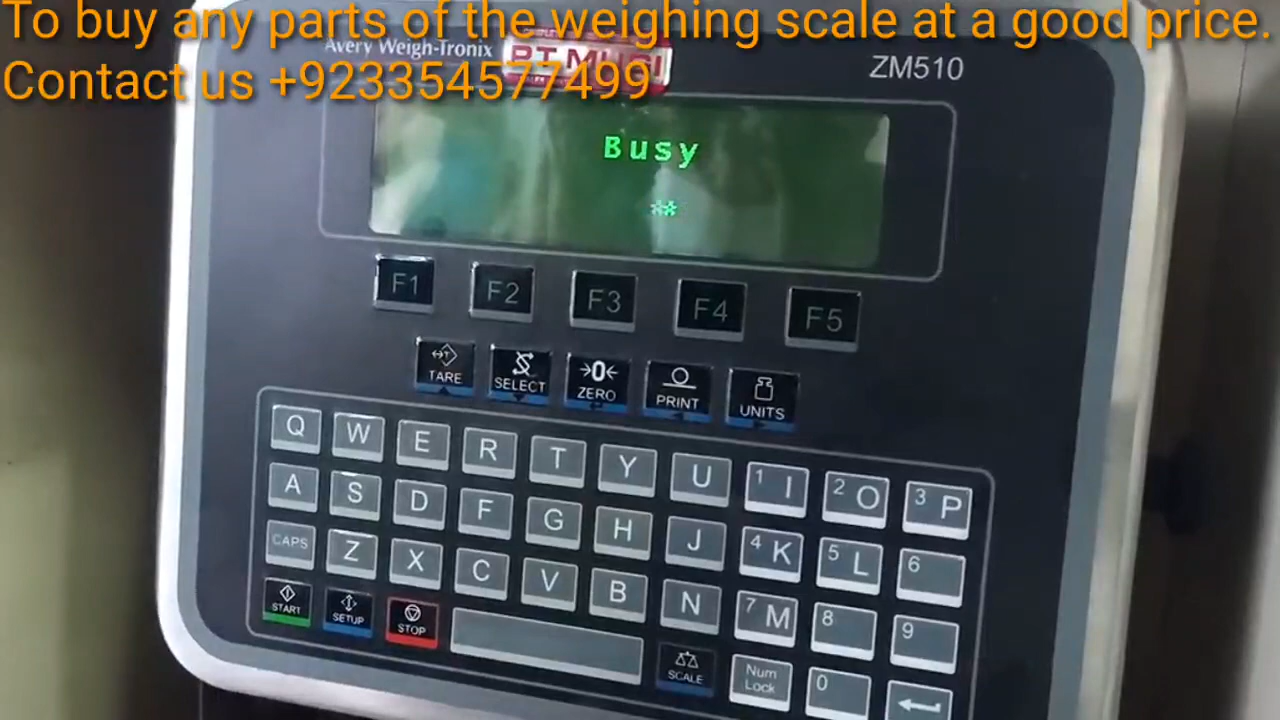 To buy any parts of the weighing scale at a good price.
Contact us +923354577499
Avery Weigh-Tronix
ZM510
Busy
**
F1 F2 F3 F4 F5
TARE SELECT ZERO PRINT UNITS
Q W E R T Y U 1 I 2 O 3 P
A S D F G H J 4 K 5 L 6
CAPS Z X C V B N 7 M 8 9
START SETUP STOP SCALE Num Lock 0